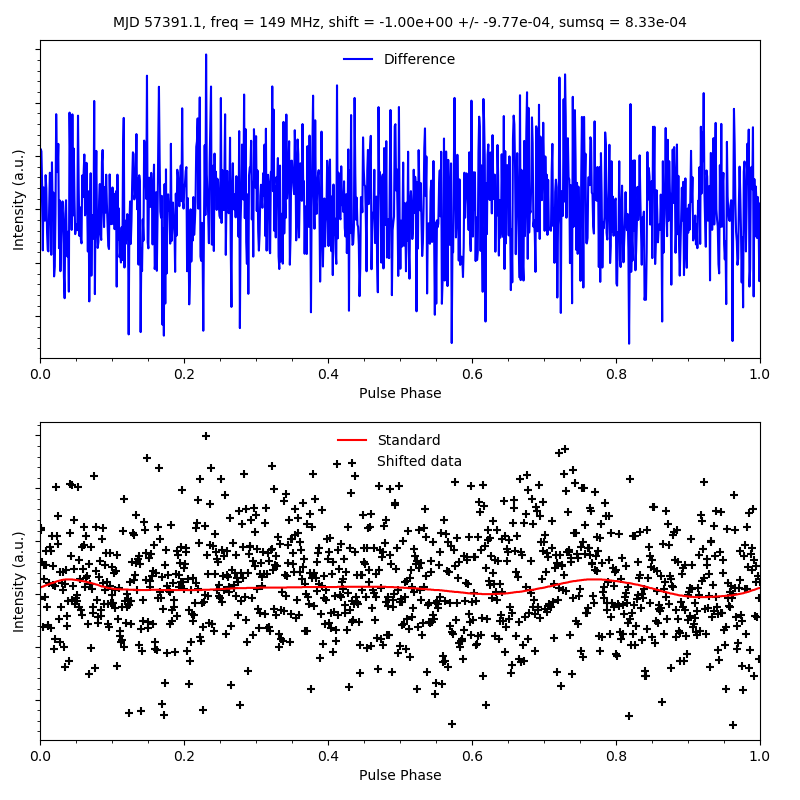 MJD 57391.1, freq = 149 MHz, shift = -1.00e+00 +/- -9.77e-04, sumsq = 8.33e-04
Difference
Intensity (a.u.)
0.0 0.2 0.4 0.6 0.8 1.0
Pulse Phase
Standard
Shifted data
Intensity (a.u.)
0.0 0.2 0.4 0.6 0.8 1.0
Pulse Phase